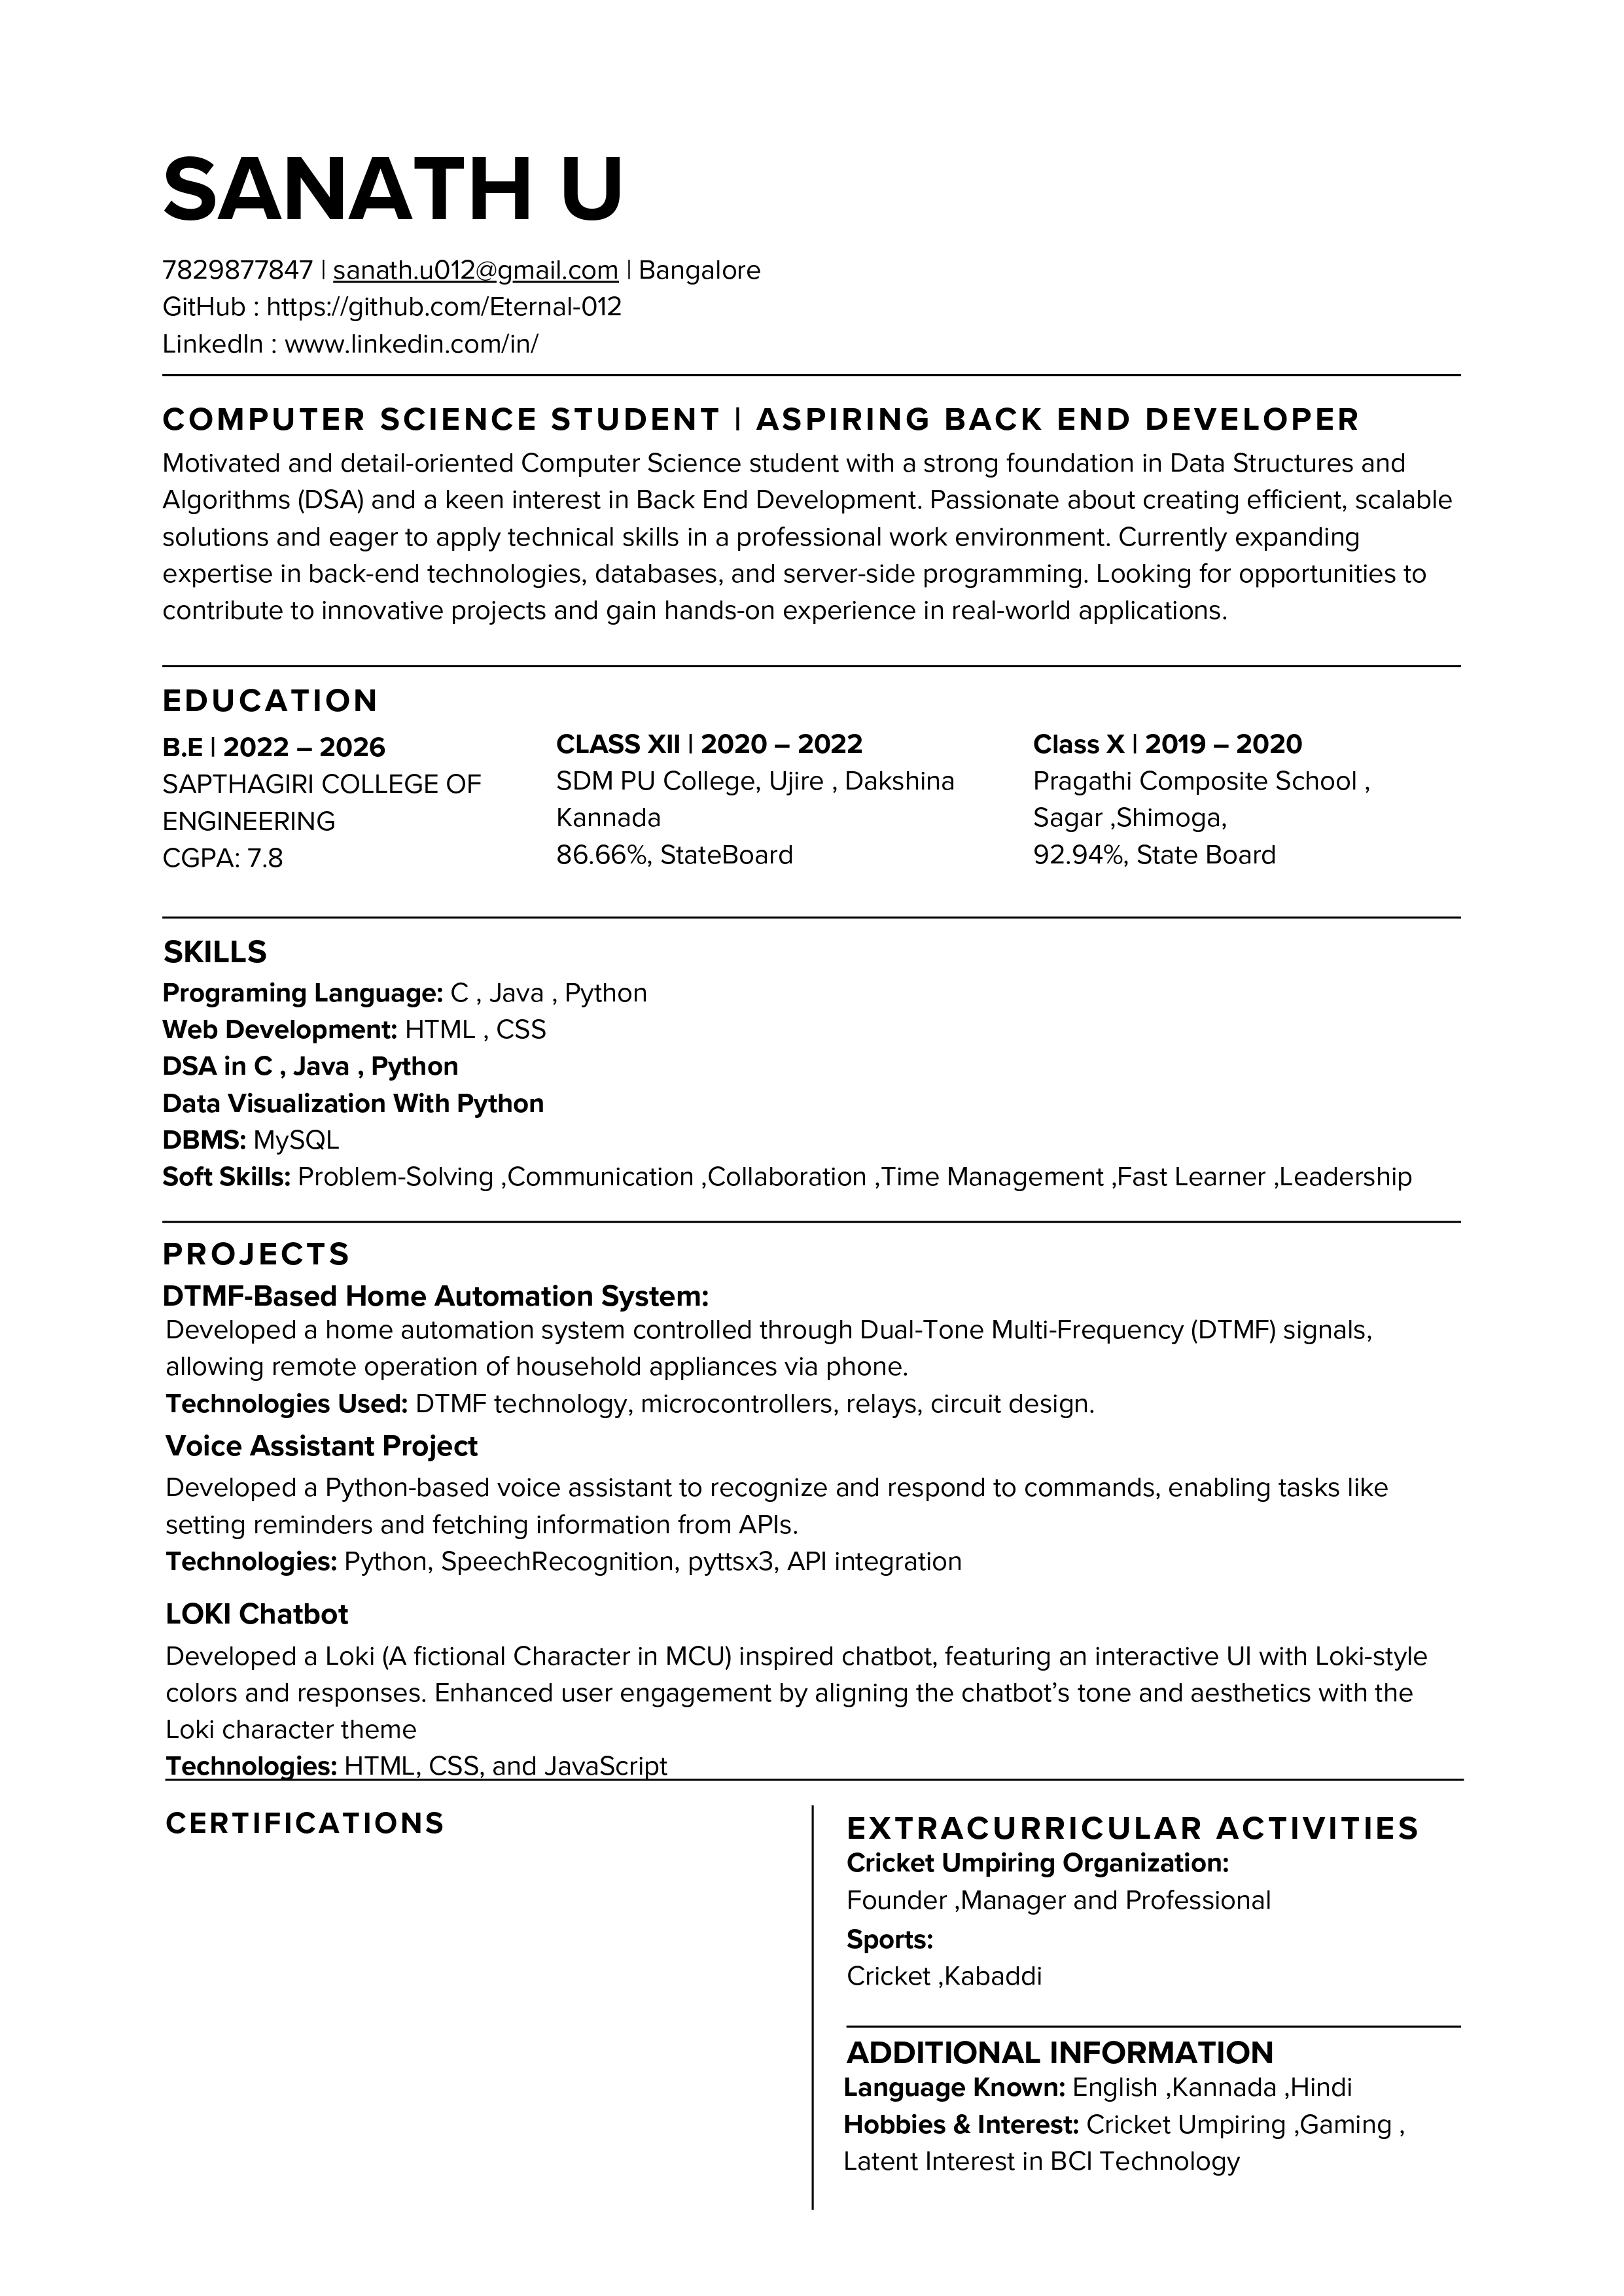 SANATH U
7829877847 | sanath.u012@gmail.com | Bangalore
GitHub : https://github.com/Eternal-012
LinkedIn : www.linkedin.com/in/
COMPUTER SCIENCE STUDENT | ASPIRING BACK END DEVELOPER
Motivated and detail-oriented Computer Science student with a strong foundation in Data Structures and
Algorithms (DSA) and a keen interest in Back End Development. Passionate about creating efficient, scalable
solutions and eager to apply technical skills in a professional work environment. Currently expanding
expertise in back-end technologies, databases, and server-side programming. Looking for opportunities to
contribute to innovative projects and gain hands-on experience in real-world applications.
EDUCATION
B.E | 2022 – 2026
SAPTHAGIRI COLLEGE OF
ENGINEERING
CGPA: 7.8
CLASS XII | 2020 – 2022
SDM PU College, Ujire , Dakshina
Kannada
86.66%, StateBoard
Class X | 2019 – 2020
Pragathi Composite School ,
Sagar ,Shimoga,
92.94%, State Board
SKILLS
Programing Language: C , Java , Python
Web Development: HTML , CSS
DSA in C , Java , Python
Data Visualization With Python
DBMS: MySQL
Soft Skills: Problem-Solving ,Communication ,Collaboration ,Time Management ,Fast Learner ,Leadership
PROJECTS
DTMF-Based Home Automation System:
Developed a home automation system controlled through Dual-Tone Multi-Frequency (DTMF) signals,
allowing remote operation of household appliances via phone.
Technologies Used: DTMF technology, microcontrollers, relays, circuit design.
Voice Assistant Project
Developed a Python-based voice assistant to recognize and respond to commands, enabling tasks like
setting reminders and fetching information from APIs.
Technologies: Python, SpeechRecognition, pyttsx3, API integration
LOKI Chatbot
Developed a Loki (A fictional Character in MCU) inspired chatbot, featuring an interactive UI with Loki-style
colors and responses. Enhanced user engagement by aligning the chatbot’s tone and aesthetics with the
Loki character theme
Technologies: HTML, CSS, and JavaScript
CERTIFICATIONS
EXTRACURRICULAR ACTIVITIES
Cricket Umpiring Organization:
Founder ,Manager and Professional
Sports:
Cricket ,Kabaddi
ADDITIONAL INFORMATION
Language Known: English ,Kannada ,Hindi
Hobbies & Interest: Cricket Umpiring ,Gaming ,
Latent Interest in BCI Technology